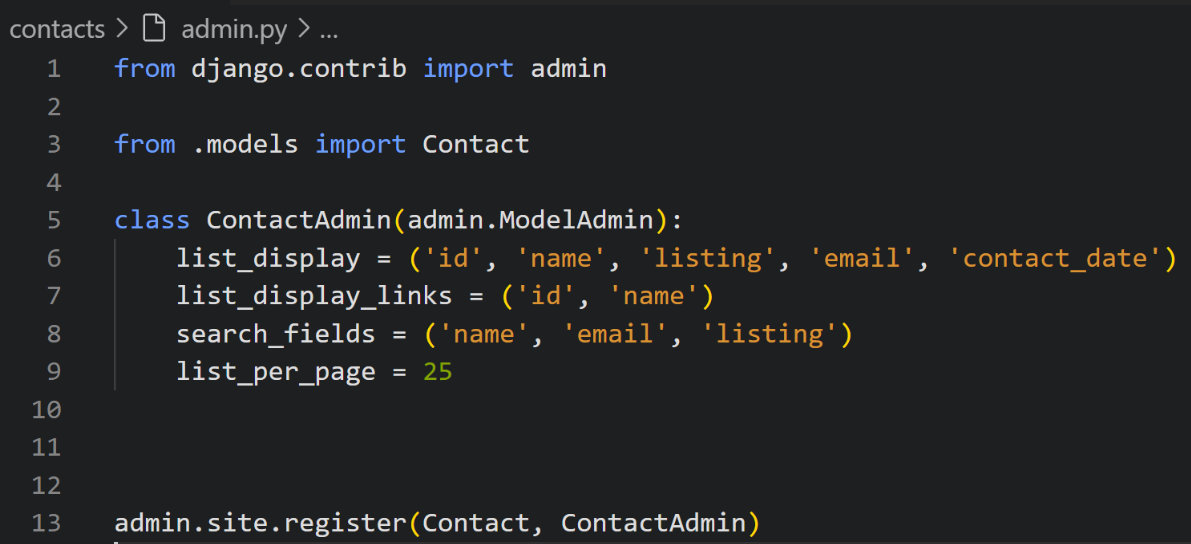 contacts > admin.py > ...
1 from django.contrib import admin
2
3 from .models import Contact
4
5 class ContactAdmin(admin.ModelAdmin):
6     list_display = ('id', 'name', 'listing', 'email', 'contact_date')
7     list_display_links = ('id', 'name')
8     search_fields = ('name', 'email', 'listing')
9     list_per_page = 25
10
11
12
13 admin.site.register(Contact, ContactAdmin)